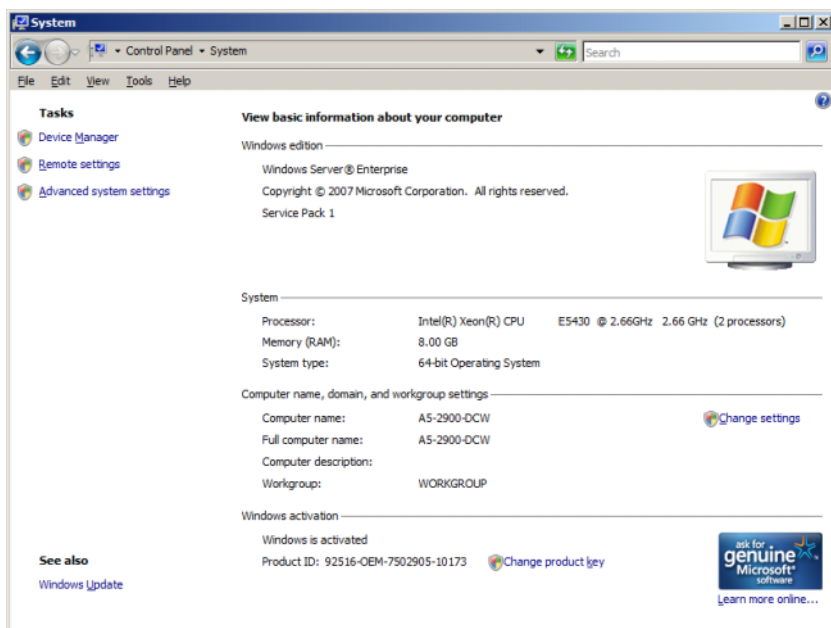 System
Control Panel System
Search
File Edit View Tools Help
Tasks
Device Manager
Remote settings
Advanced system settings
See also
Windows Update
View basic information about your computer
Windows edition
Windows Server® Enterprise
Copyright © 2007 Microsoft Corporation. All rights reserved.
Service Pack 1
System
Processor: Intel(R) Xeon(R) CPU E5430 @ 2.66GHz 2.66 GHz (2 processors)
Memory (RAM): 8.00 GB
System type: 64-bit Operating System
Computer name, domain, and workgroup settings
Computer name: A5-2900-DCW
Change settings
Full computer name: A5-2900-DCW
Computer description:
Workgroup: WORKGROUP
Windows activation
Windows is activated
Product ID: 92516-OEM-7502905-10173 Change product key
ask for
genuine
Microsoft®
software
Learn more online...